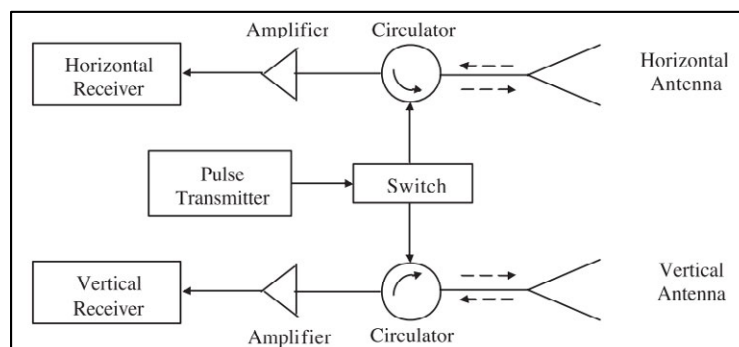 Amplifier
Circulator
Horizontal
Receiver
Horizontal
Antenna
Pulse
Transmitter
Switch
Vertical
Receiver
Vertical
Antenna
Amplifier
Circulator